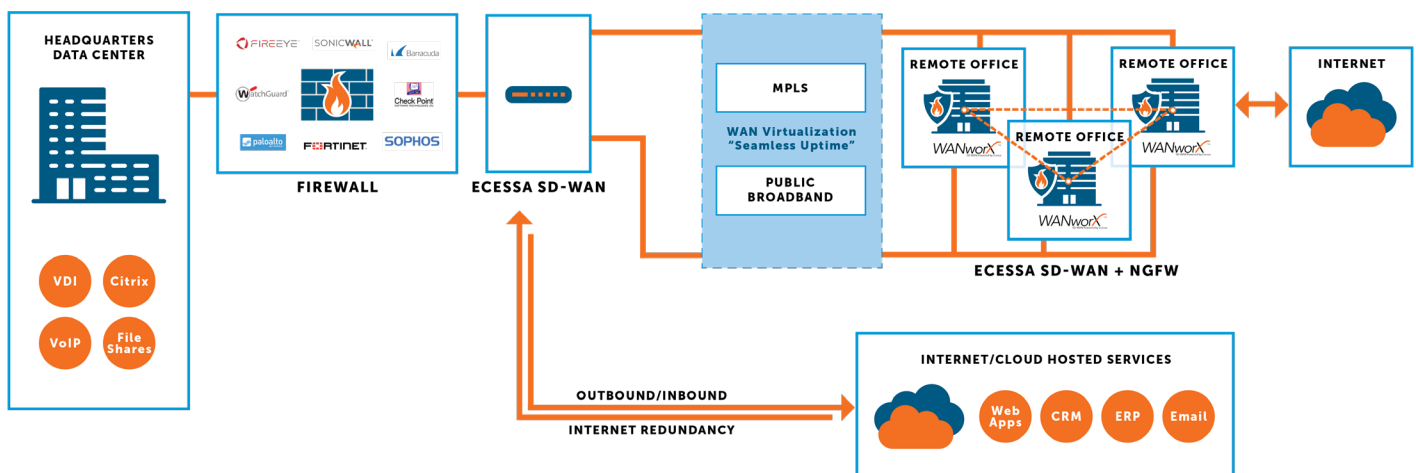 HEADQUARTERS
DATA CENTER
VDI
Citrix
VoIP
File
Shares
FIREEYE
SONICWALL
Barracuda
WatchGuard
Check Point
paloalto
FORTINET
SOPHOS
FIREWALL
ECESSA SD-WAN
MPLS
WAN Virtualization
“Seamless Uptime”
PUBLIC
BROADBAND
REMOTE OFFICE
WANworX
REMOTE OFFICE
WANworX
REMOTE OFFICE
WANworX
ECESSA SD-WAN + NGFW
INTERNET
OUTBOUND/INBOUND
INTERNET REDUNDANCY
INTERNET/CLOUD HOSTED SERVICES
Web
Apps
CRM
ERP
Email